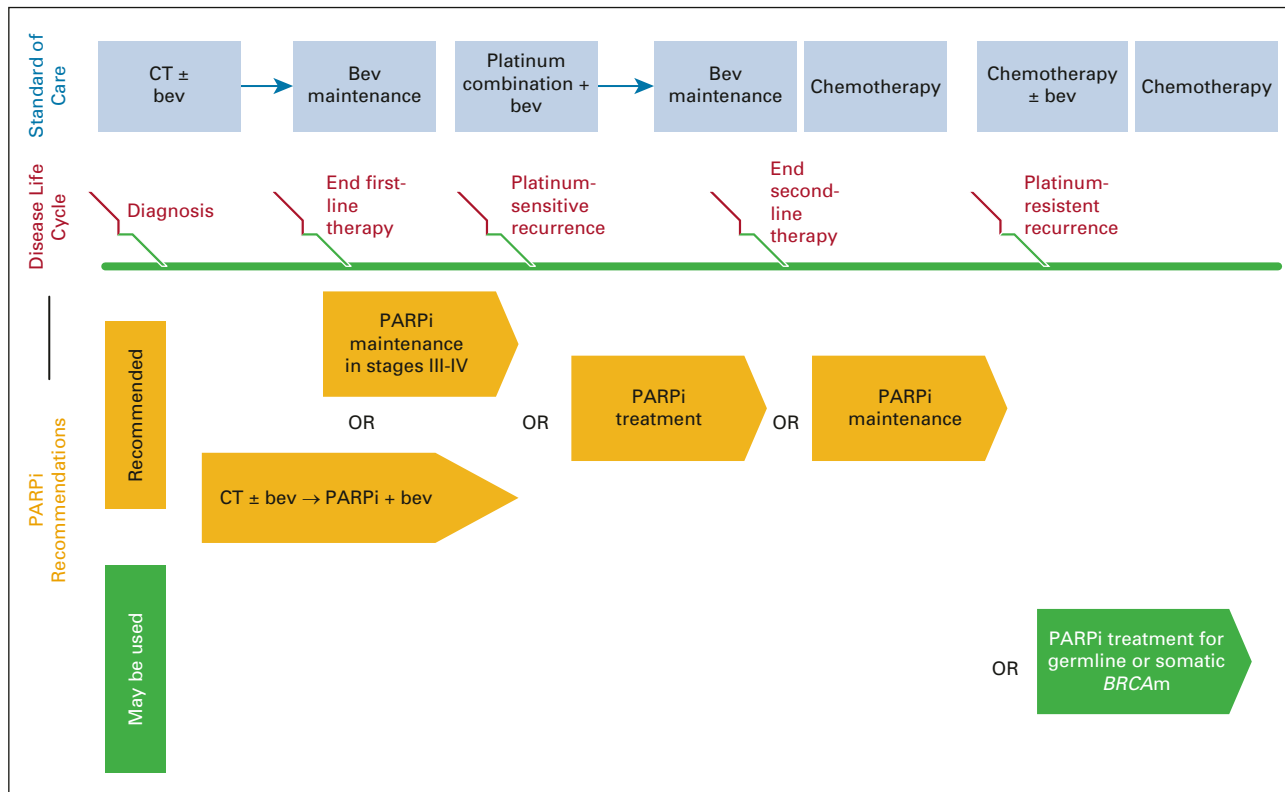 Standard of
Care
CT ±
bev
Bev
maintenance
Platinum
combination +
bev
Bev
maintenance
Chemotherapy
Chemotherapy
± bev
Chemotherapy
Disease Life
Cycle
Diagnosis
End first-
line
therapy
Platinum-
sensitive
recurrence
End
second-
line
therapy
Platinum-
resistent
recurrence
PARPi
Recommendations
Recommended
PARPi
maintenance
in stages III-IV
OR
CT ± bev → PARPi + bev
OR
PARPi
treatment
OR
PARPi
maintenance
May be used
OR
PARPi treatment for
germline or somatic
BRCAm